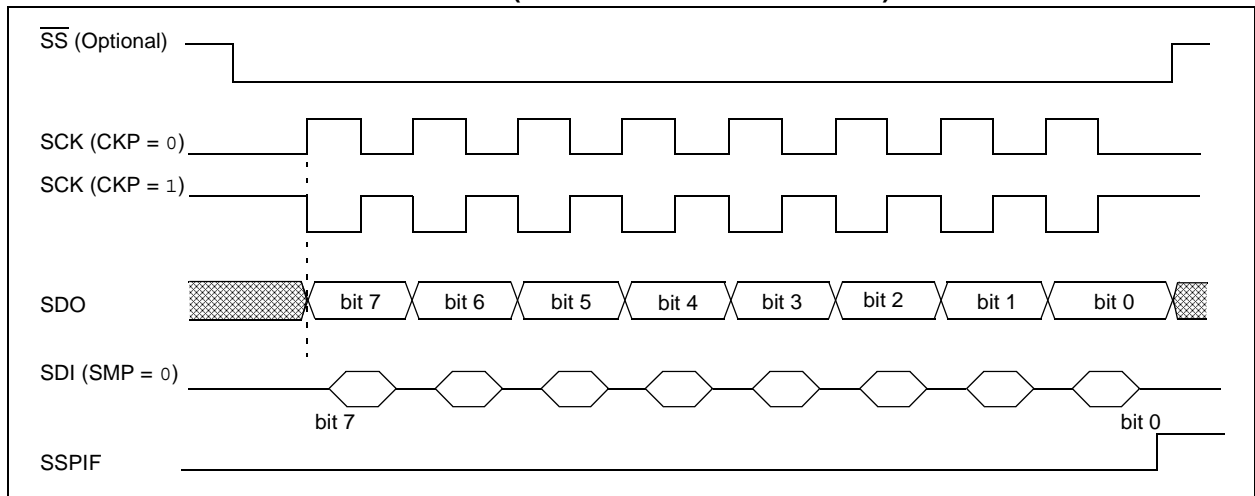 SS (Optional)
SCK (CKP = 0)
SCK (CKP = 1)
SDO
bit 7 bit 6 bit 5 bit 4 bit 3 bit 2 bit 1 bit 0
SDI (SMP = 0)
bit 7 bit 0
SSPIF